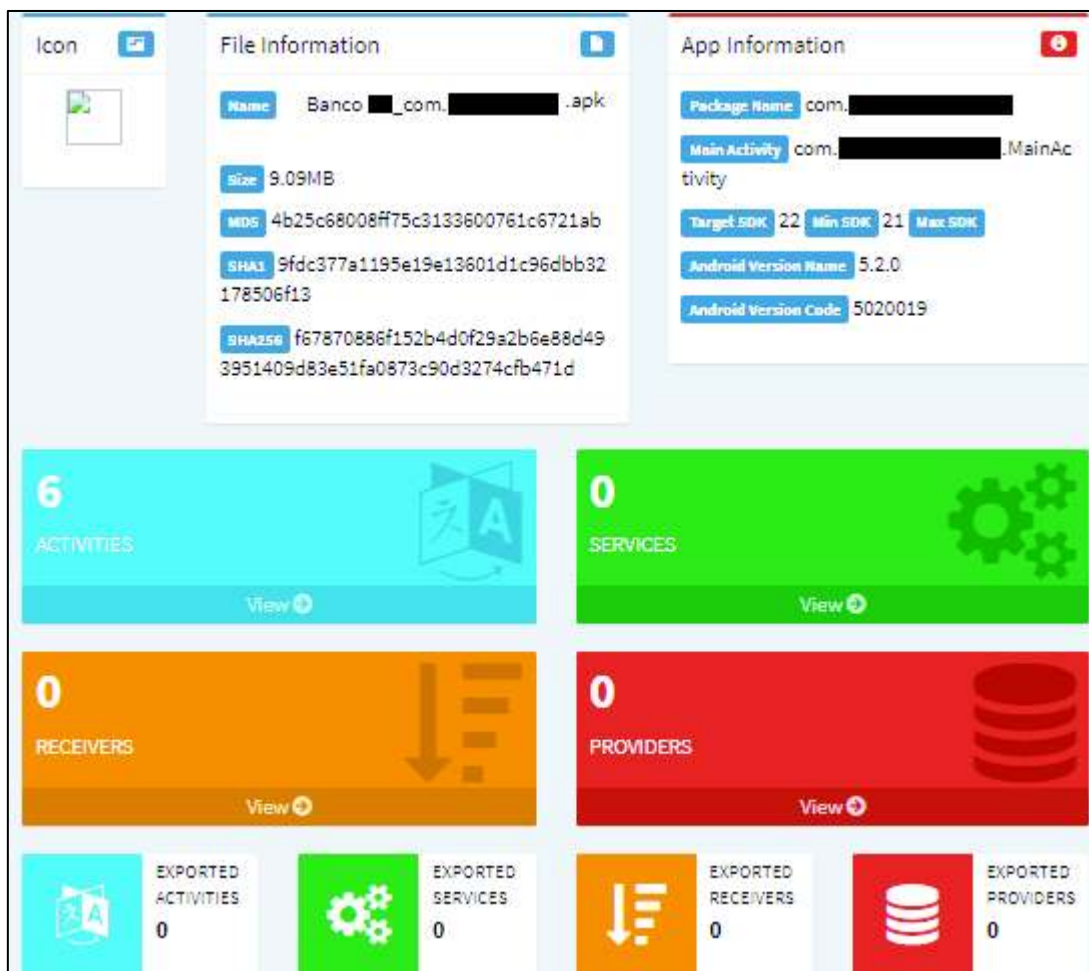 Icon
File Information
Name Banco _com. .apk
Size 9.09MB
MD5 4b25c68008ff75c3133600761c6721ab
SHA1 9fdc377a1195e19e13601d1c96dbb32
178506f13
SHA256 f67870886f152b4d0f29a2b6e88d49
3951409d83e51fa0873c90d3274cfb471d
App Information
Package Name com.
Main Activity com. .MainAc
tivity
Target SDK 22 Min SDK 21 Max SDK
Android Version Name 5.2.0
Android Version Code 5020019
6
ACTIVITIES
View
0
SERVICES
View
0
RECEIVERS
View
0
PROVIDERS
View
EXPORTED
ACTIVITIES
0
EXPORTED
SERVICES
0
EXPORTED
RECEIVERS
0
EXPORTED
PROVIDERS
0